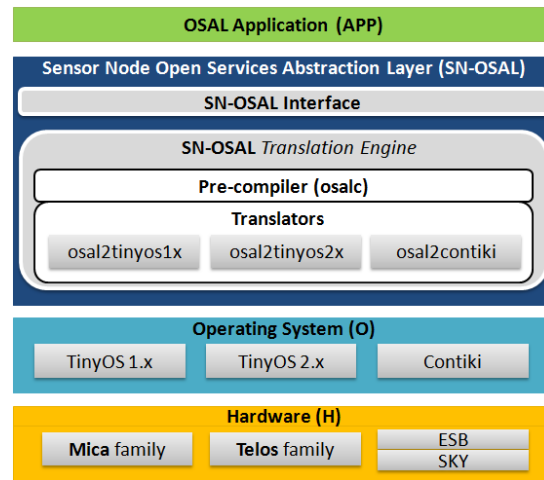 OSAL Application (APP)
Sensor Node Open Services Abstraction Layer (SN-OSAL)
SN-OSAL Interface
SN-OSAL Translation Engine
Pre-compiler (osalc)
Translators
osal2tinyos1x osal2tinyos2x osal2contiki
Operating System (O)
TinyOS 1.x TinyOS 2.x Contiki
Hardware (H)
Mica family Telos family ESB
SKY